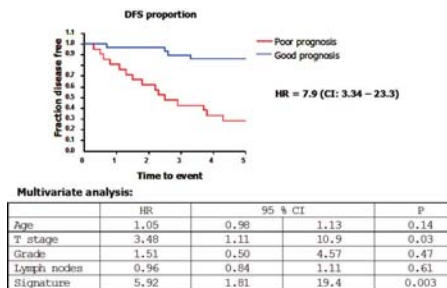 DFS proportion
1.1
1.0
0.9
0.8
0.7
0.6
0.5
0.4
0.3
0.2
0.1
0.0
Fraction disease free
0 1 2 3 4 5
Time to event
Poor prognosis
Good prognosis
HR = 7.9 (CI: 3.34 – 23.3)
Multivariate analysis:
HR 95 % CI P
Age 1.05 0.98 1.13 0.14
T stage 3.48 1.11 10.9 0.03
Grade 1.51 0.50 4.57 0.47
Lymph nodes 0.96 0.84 1.11 0.61
Signature 5.92 1.81 19.4 0.003